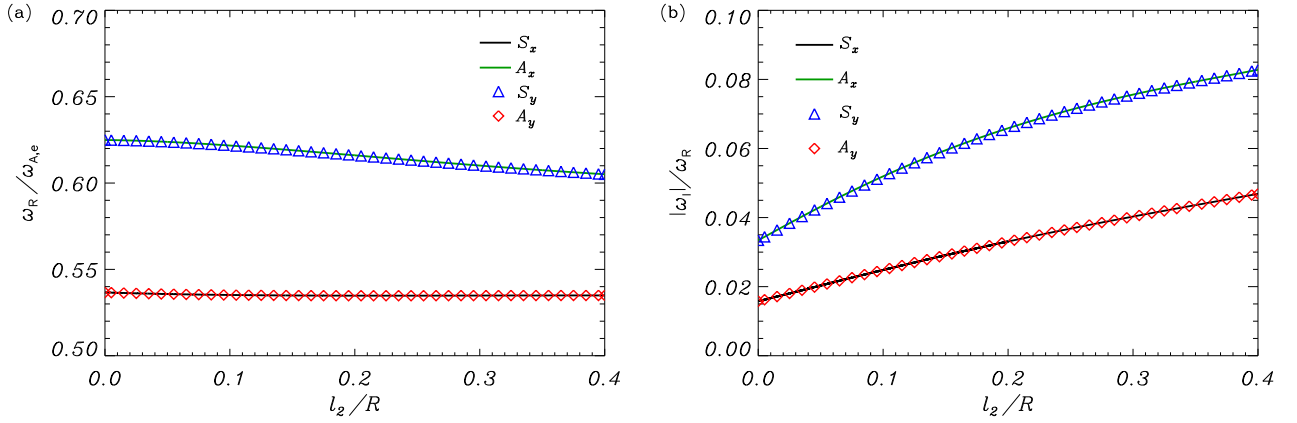 (a)
0.70
0.65
0.60
0.55
0.50
ω_R/ω_A,e
S_x
A_x
S_y
A_y
0.0 0.1 0.2 0.3 0.4
l_2/R
(b)
0.10
0.08
0.06
0.04
0.02
0.00
|ω_I|/ω_R
S_x
A_x
S_y
A_y
0.0 0.1 0.2 0.3 0.4
l_2/R